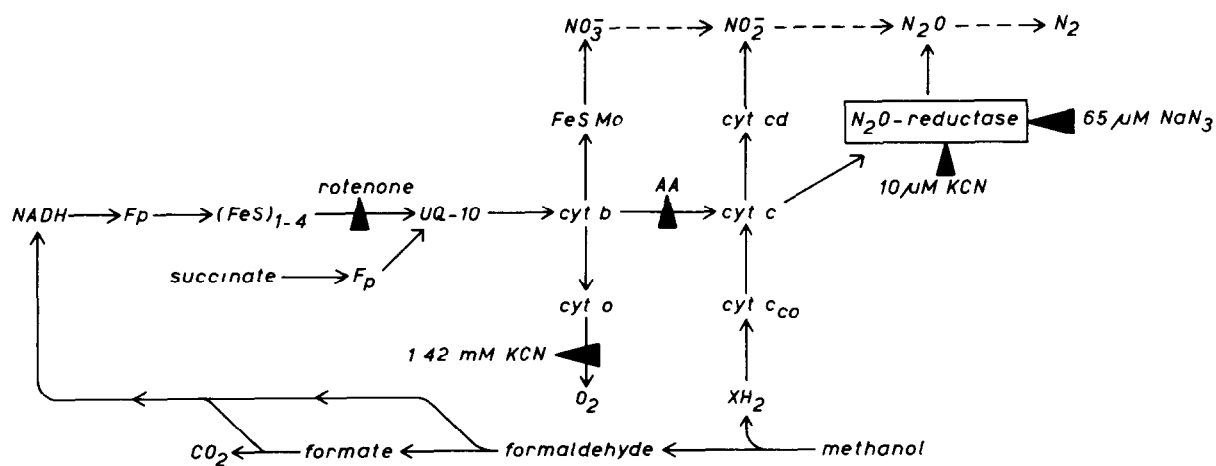 NO₃⁻ NO₂⁻ N₂O N₂
FeS Mo cyt cd N₂O-reductase 65 µM NaN₃
rotenone AA 10 µM KCN
NADH Fp (FeS)₁₋₄ UQ-10 cyt b cyt c
succinate Fp
cyt o cyt c_co
1 42 mM KCN
O₂ XH₂
CO₂ formate formaldehyde methanol